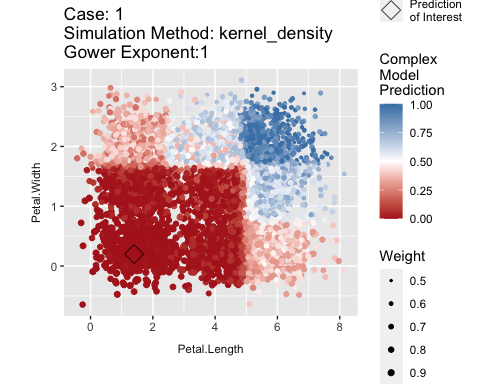 Case: 1
Simulation Method: kernel_density
Gower Exponent:1
Prediction
of Interest
Complex
Model
Prediction
1.00
0.75
0.50
0.25
0.00
Weight
0.5
0.6
0.7
0.8
0.9
3
2
1
0
Petal.Width
0 2 4 6 8
Petal.Length